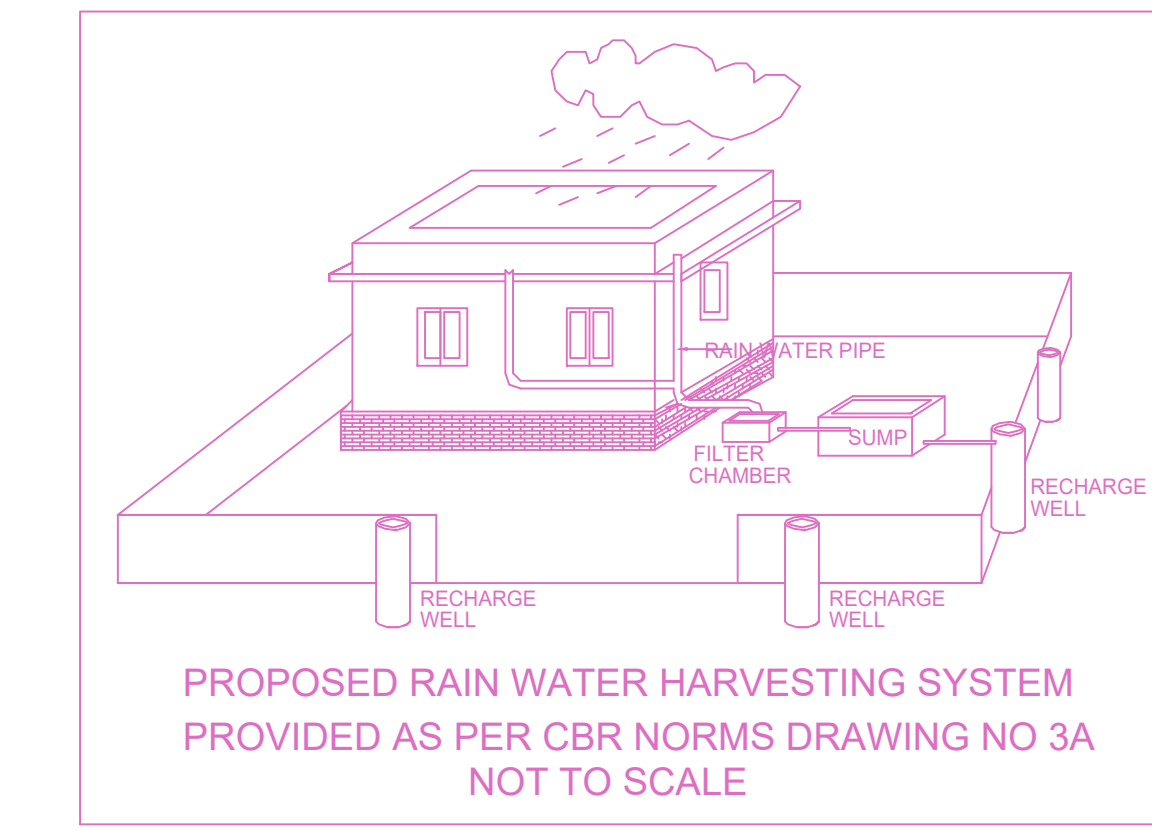 RAIN WATER PIPE
SUMP
FILTER
CHAMBER
RECHARGE
WELL
RECHARGE
WELL
RECHARGE
WELL
PROPOSED RAIN WATER HARVESTING SYSTEM
PROVIDED AS PER CBR NORMS DRAWING NO 3A
NOT TO SCALE